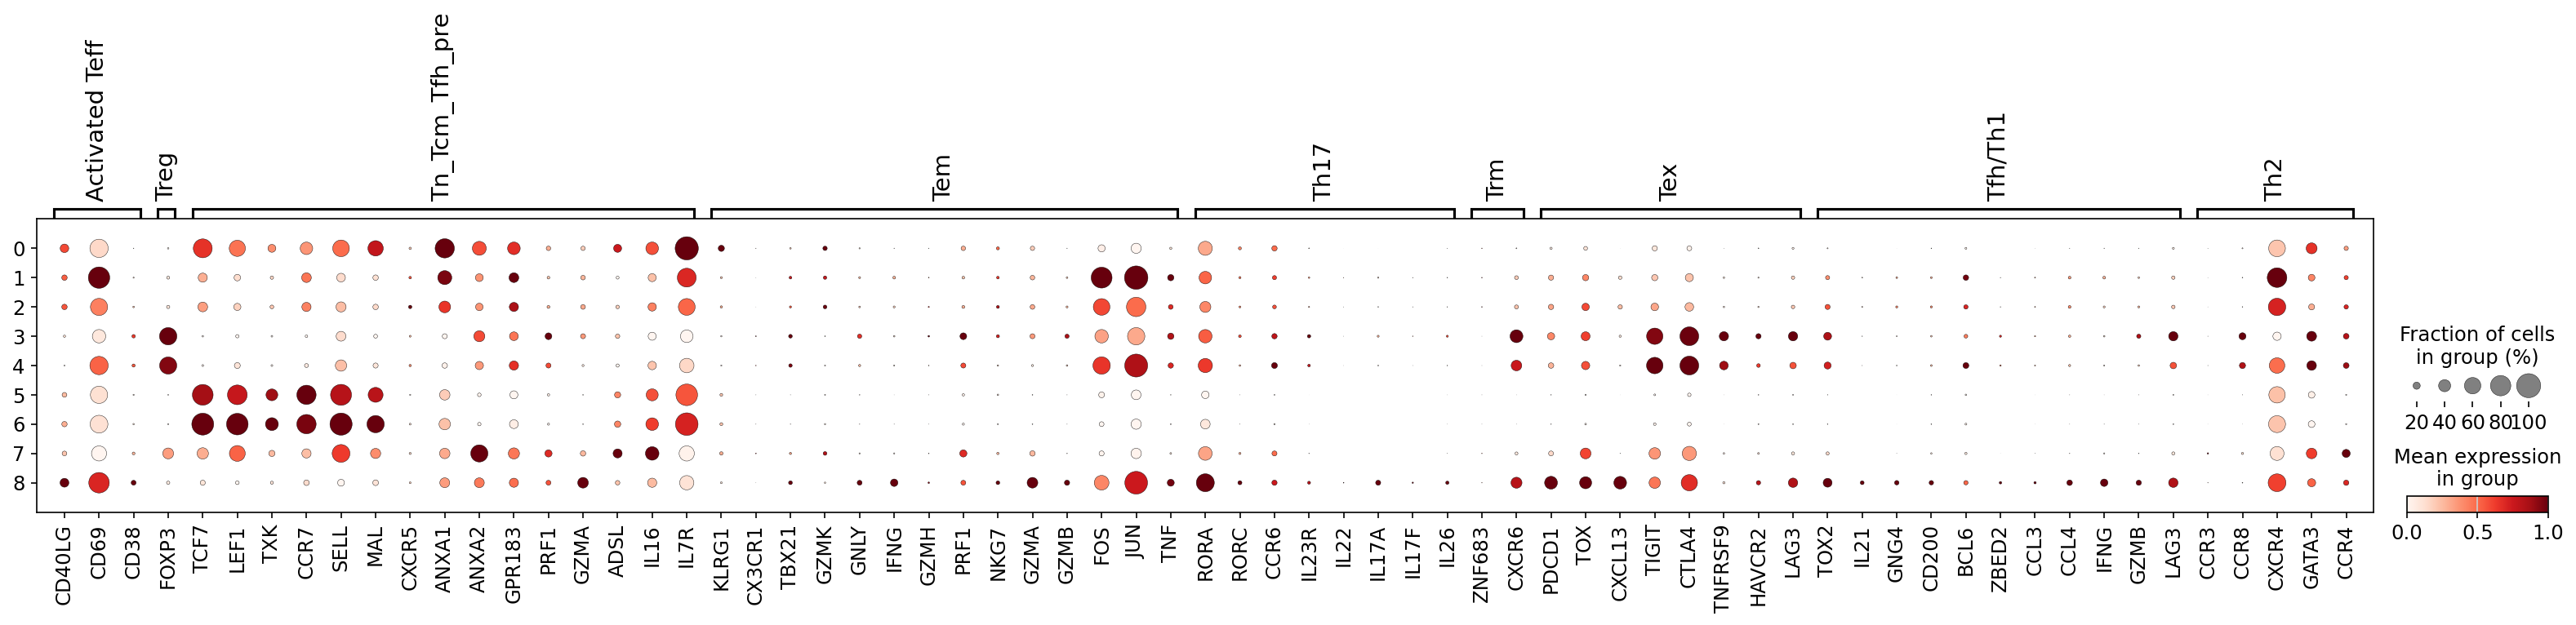 Activated Teff
Treg
Tn_Tcm_Tfh_pre
Tem
Th17
Trm
Tex
Tfh/Th1
Th2
0
1
2
3
4
5
6
7
8
CD40LG
CD69
CD38
FOXP3
TCF7
LEF1
TXK
CCR7
SELL
MAL
CXCR5
ANXA1
ANXA2
GPR183
PRF1
GZMA
ADSL
IL16
IL7R
KLRG1
CX3CR1
TBX21
GZMK
GNLY
IFNG
GZMH
PRF1
NKG7
GZMA
GZMB
FOS
JUN
TNF
RORA
RORC
CCR6
IL23R
IL22
IL17A
IL17F
IL26
ZNF683
CXCR6
PDCD1
TOX
CXCL13
TIGIT
CTLA4
TNFRSF9
HAVCR2
LAG3
TOX2
IL21
GNG4
CD200
BCL6
ZBED2
CCL3
CCL4
IFNG
GZMB
LAG3
CCR3
CCR8
CXCR4
GATA3
CCR4
Fraction of cells
in group (%)
20 40 60 80100
Mean expression
in group
0.0 0.5 1.0